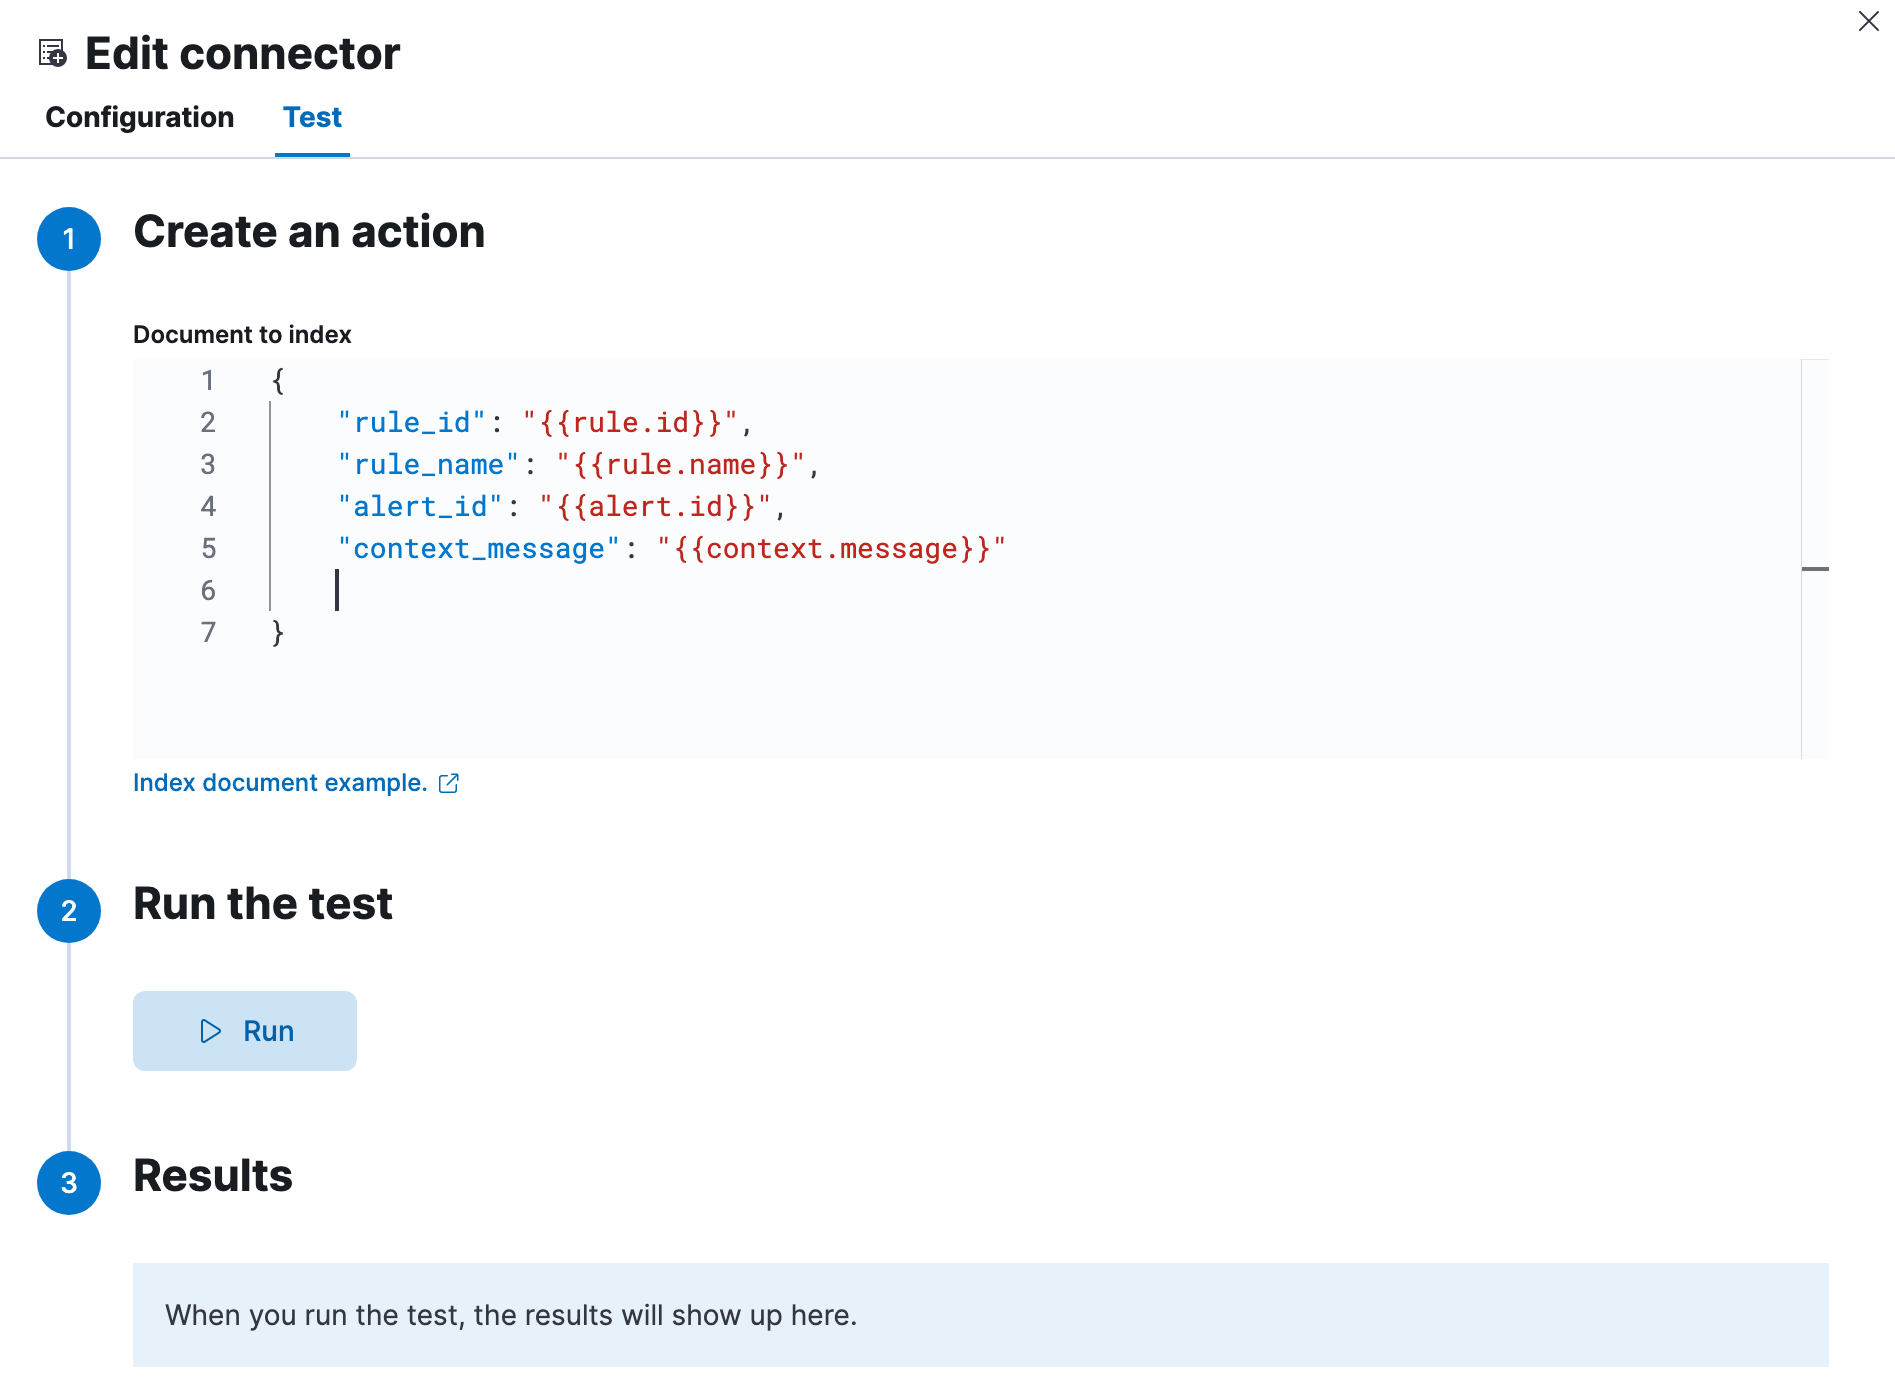 Edit connector
Configuration Test
1 Create an action
Document to index
1 {
2 "rule_id": "{{rule.id}}",
3 "rule_name": "{{rule.name}}",
4 "alert_id": "{{alert.id}}",
5 "context_message": "{{context.message}}"
6
7 }
Index document example.
2 Run the test
Run
3 Results
When you run the test, the results will show up here.